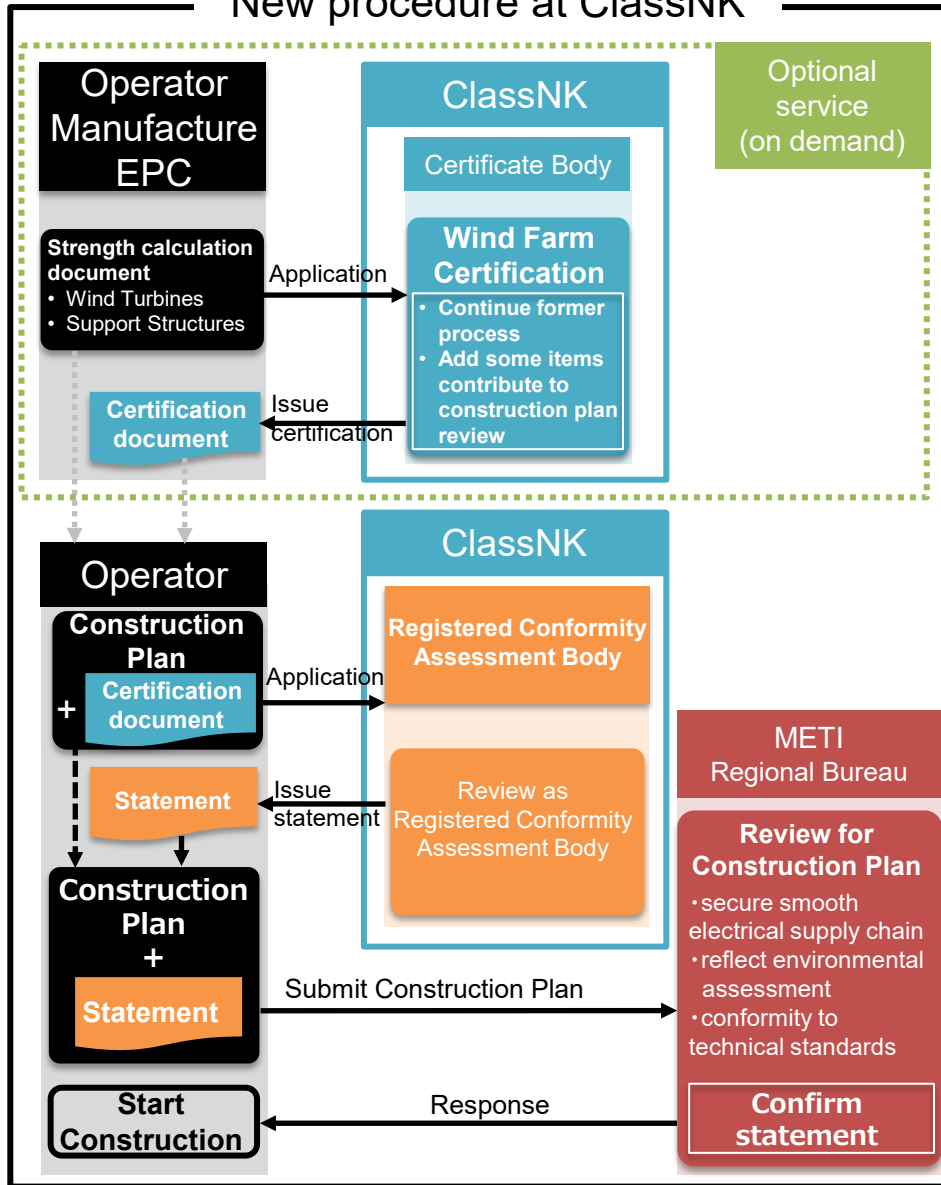 New procedure at ClassNK
Operator
Manufacture
EPC
ClassNK
Optional
service
(on demand)
Certificate Body
Strength calculation
document
• Wind Turbines
• Support Structures
Application
Wind Farm
Certification
• Continue former
process
• Add some items
contribute to
construction plan
review
Certification
document
Issue
certification
Operator
ClassNK
Construction
Plan
+
Certification
document
Application
Registered Conformity
Assessment Body
Statement
Issue
statement
Review as
Registered Conformity
Assessment Body
METI
Regional Bureau
Review for
Construction Plan
・secure smooth
electrical supply chain
・reflect environmental
assessment
・conformity to
technical standards
Construction
Plan
+
Statement
Submit Construction Plan
Start
Construction
Response
Confirm
statement